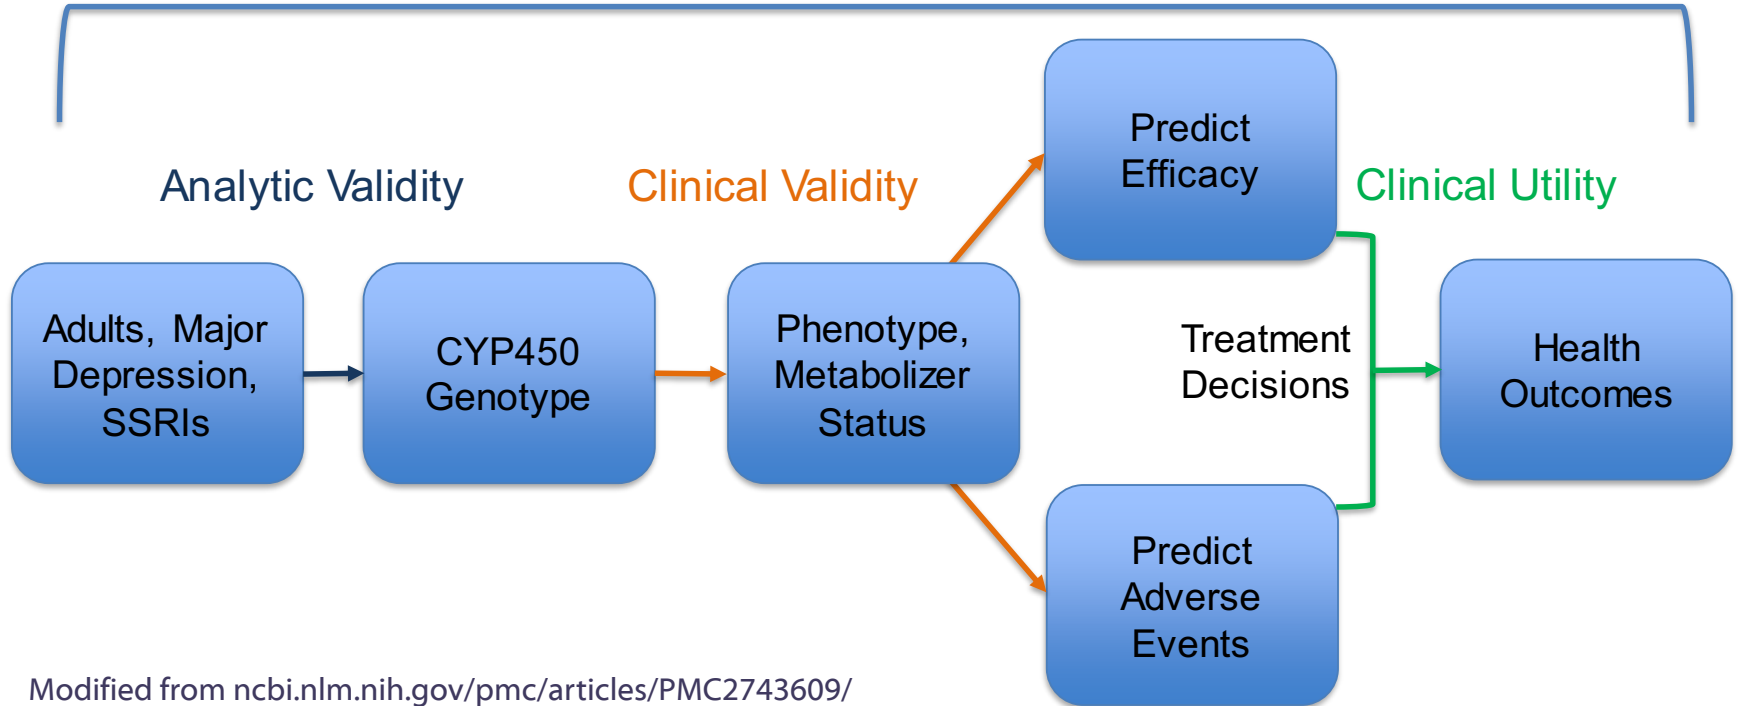 Analytic Validity
Clinical Validity
Clinical Utility
Adults, Major
Depression,
SSRIs
CYP450
Genotype
Phenotype,
Metabolizer
Status
Predict
Efficacy
Predict
Adverse
Events
Treatment
Decisions
Health
Outcomes
Modified from ncbi.nlm.nih.gov/pmc/articles/PMC2743609/